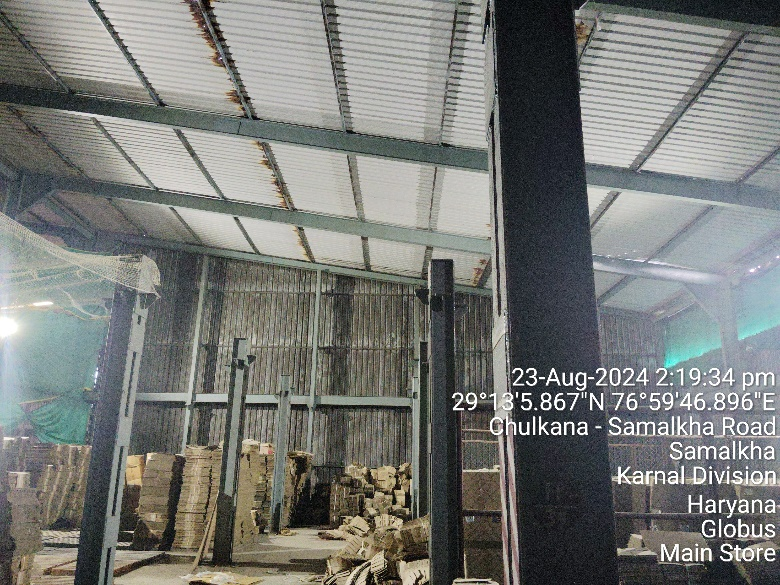 23-Aug-2024 2:19:34 pm
29°13'5.867"N 76°59'46.896"E
Chulkana - Samalkha Road
Samalkha
Karnal Division
Haryana
Globus
Main Store